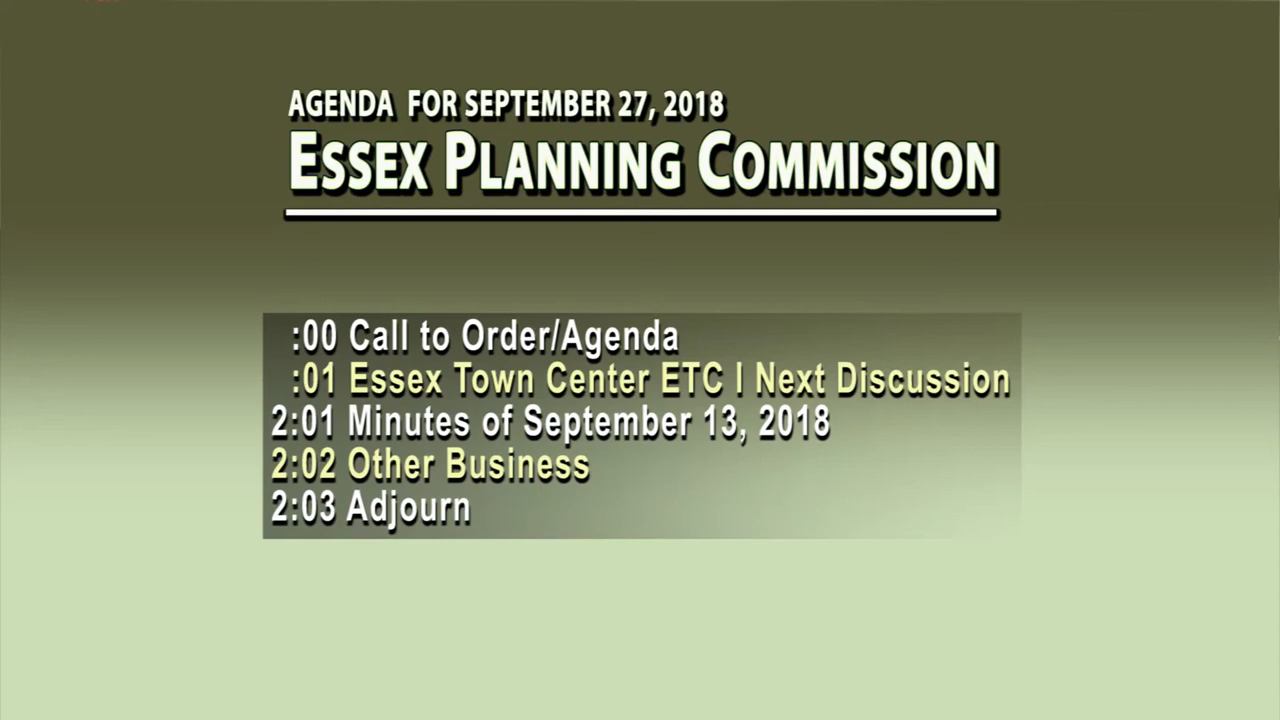 AGENDA FOR SEPTEMBER 27, 2018
ESSEX PLANNING COMMISSION
:00 Call to Order/Agenda
:01 Essex Town Center ETC I Next Discussion
2:01 Minutes of September 13, 2018
2:02 Other Business
2:03 Adjourn